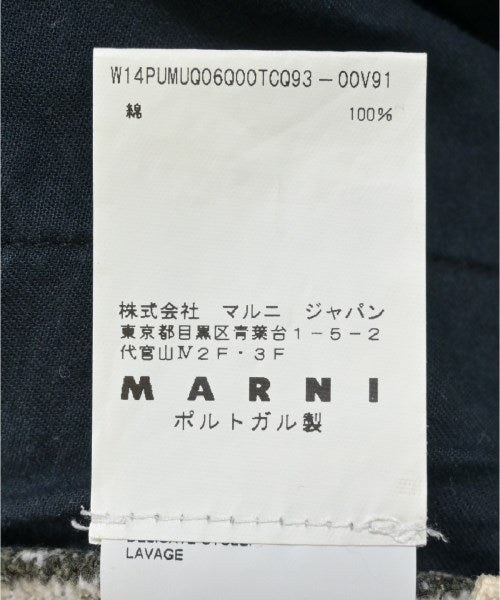 W14PUMUQ06Q00TCQ93-00V91
綿 100%
株式会社 マルニ ジャパン
東京都目黒区青葉台1-5-2
代官山Ⅳ2F・3F
MARNI
ポルトガル製
LAVAGE